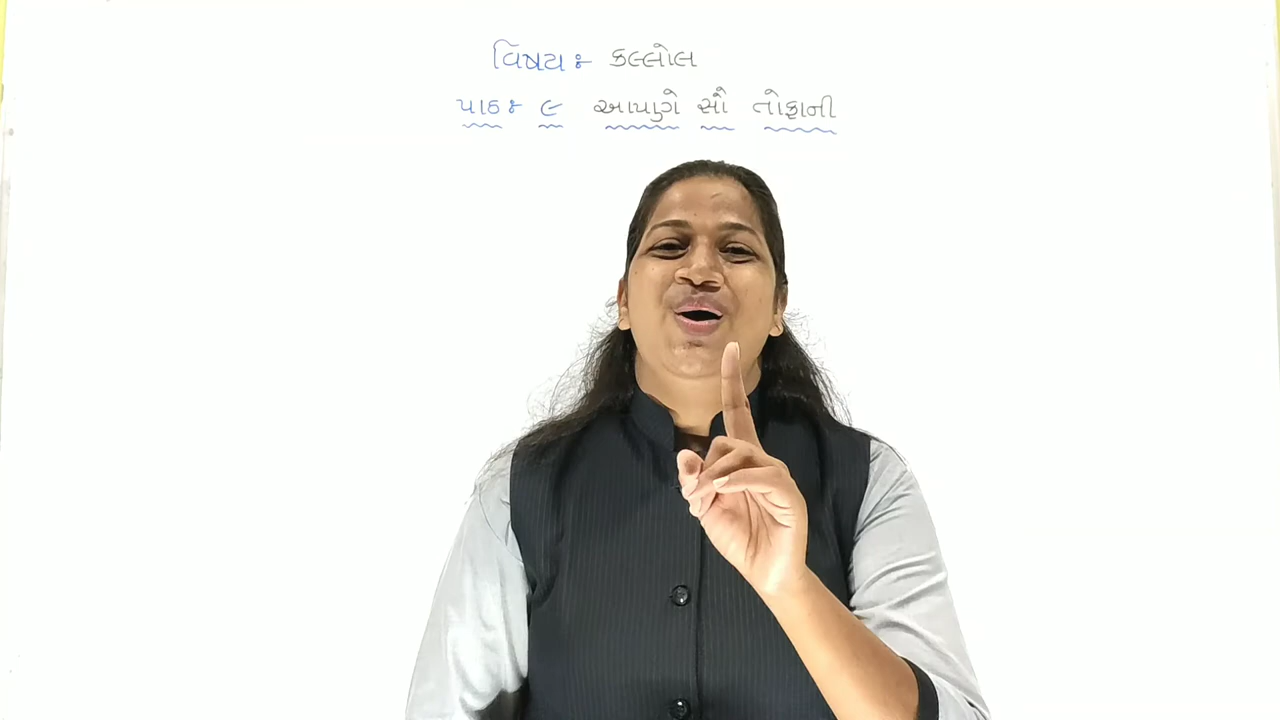 વિષય : કલ્લોલ
પાઠ : ૯ આપણે સૌ તોફાની